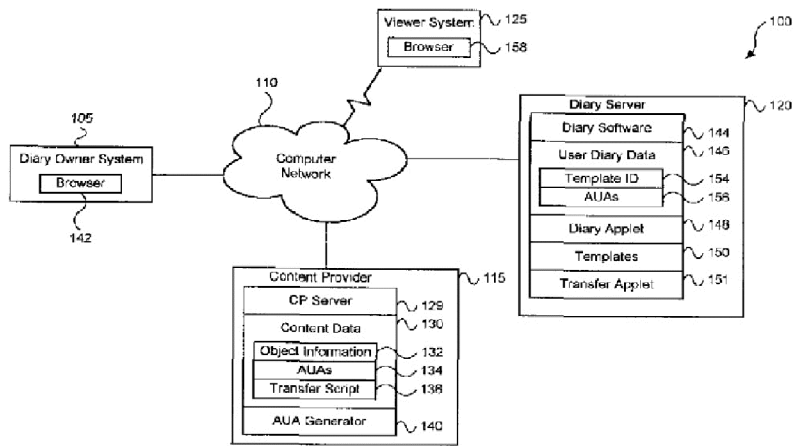 Viewer System 125
Browser 158
100
110
Diary Server 120
105
Diary Software 144
Diary Owner System
Computer Network
User Diary Data 146
Browser
Template ID 154
AUAs 156
142
Diary Applet 148
Templates 150
Content Provider 115
Transfer Applet 151
CP Server 129
Content Data 130
Object Information 132
AUAs 134
Transfer Script 136
AUA Generator 140